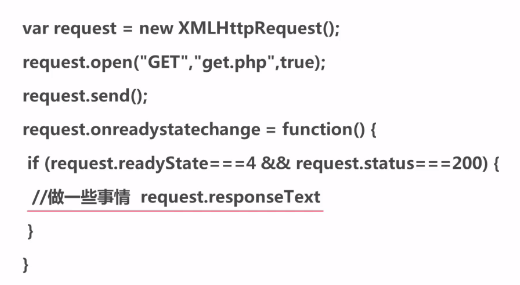 var request = new XMLHttpRequest();
request.open("GET","get.php",true);
request.send();
request.onreadystatechange = function() {
if (request.readyState===4 && request.status===200) {
//做一些事情 request.responseText
}
}